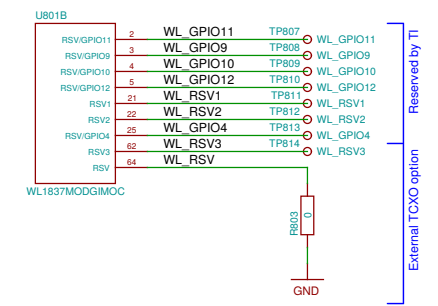 U801B
RSV/GPIO11 2 WL_GPIO11 TP807 WL_GPIO11
RSV/GPIO9 3 WL_GPIO9 TP808 WL_GPIO9
RSV/GPIO10 4 WL_GPIO10 TP809 WL_GPIO10
RSV/GPIO12 5 WL_GPIO12 TP810 WL_GPIO12
RSV1 21 WL_RSV1 TP811 WL_RSV1
RSV2 22 WL_RSV2 TP812 WL_RSV2
RSV/GPIO4 25 WL_GPIO4 TP813 WL_GPIO4
RSV3 62 WL_RSV3 TP814 WL_RSV3
RSV 64 WL_RSV
WL1837MODGIMOC
R803
0
GND
Reserved by TI
External TCXO option